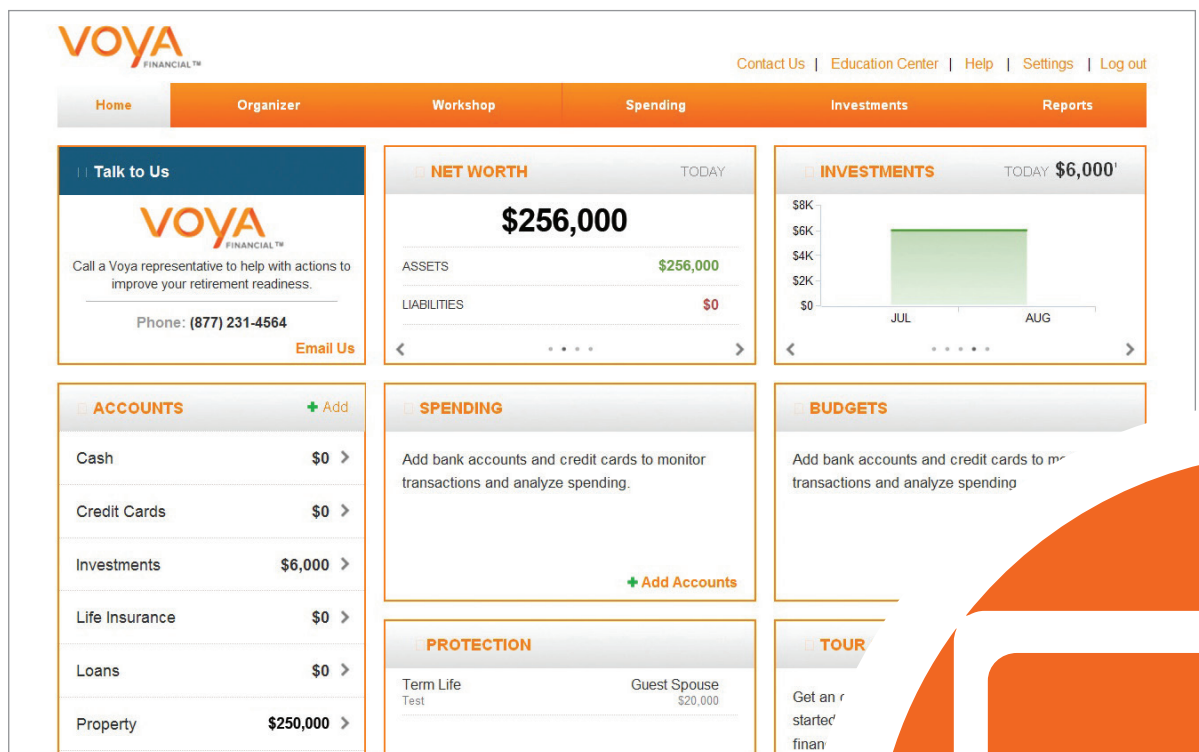 VOYA
FINANCIAL™
Contact Us | Education Center | Help | Settings | Log out
Home Organizer Workshop Spending Investments Reports
Talk to Us
VOYA
FINANCIAL™
Call a Voya representative to help with actions to
improve your retirement readiness.
Phone: (877) 231-4564
Email Us
NET WORTH TODAY
$256,000
ASSETS $256,000
LIABILITIES $0
INVESTMENTS TODAY $6,000
$8K
$6K
$4K
$2K
$0
JUL AUG
ACCOUNTS + Add
Cash $0
Credit Cards $0
Investments $6,000
Life Insurance $0
Loans $0
Property $250,000
SPENDING
Add bank accounts and credit cards to monitor
transactions and analyze spending.
+ Add Accounts
BUDGETS
Add bank accounts and credit cards to
transactions and analyze spending
PROTECTION
Term Life Guest Spouse
Test $20,000
TOUR
Get an